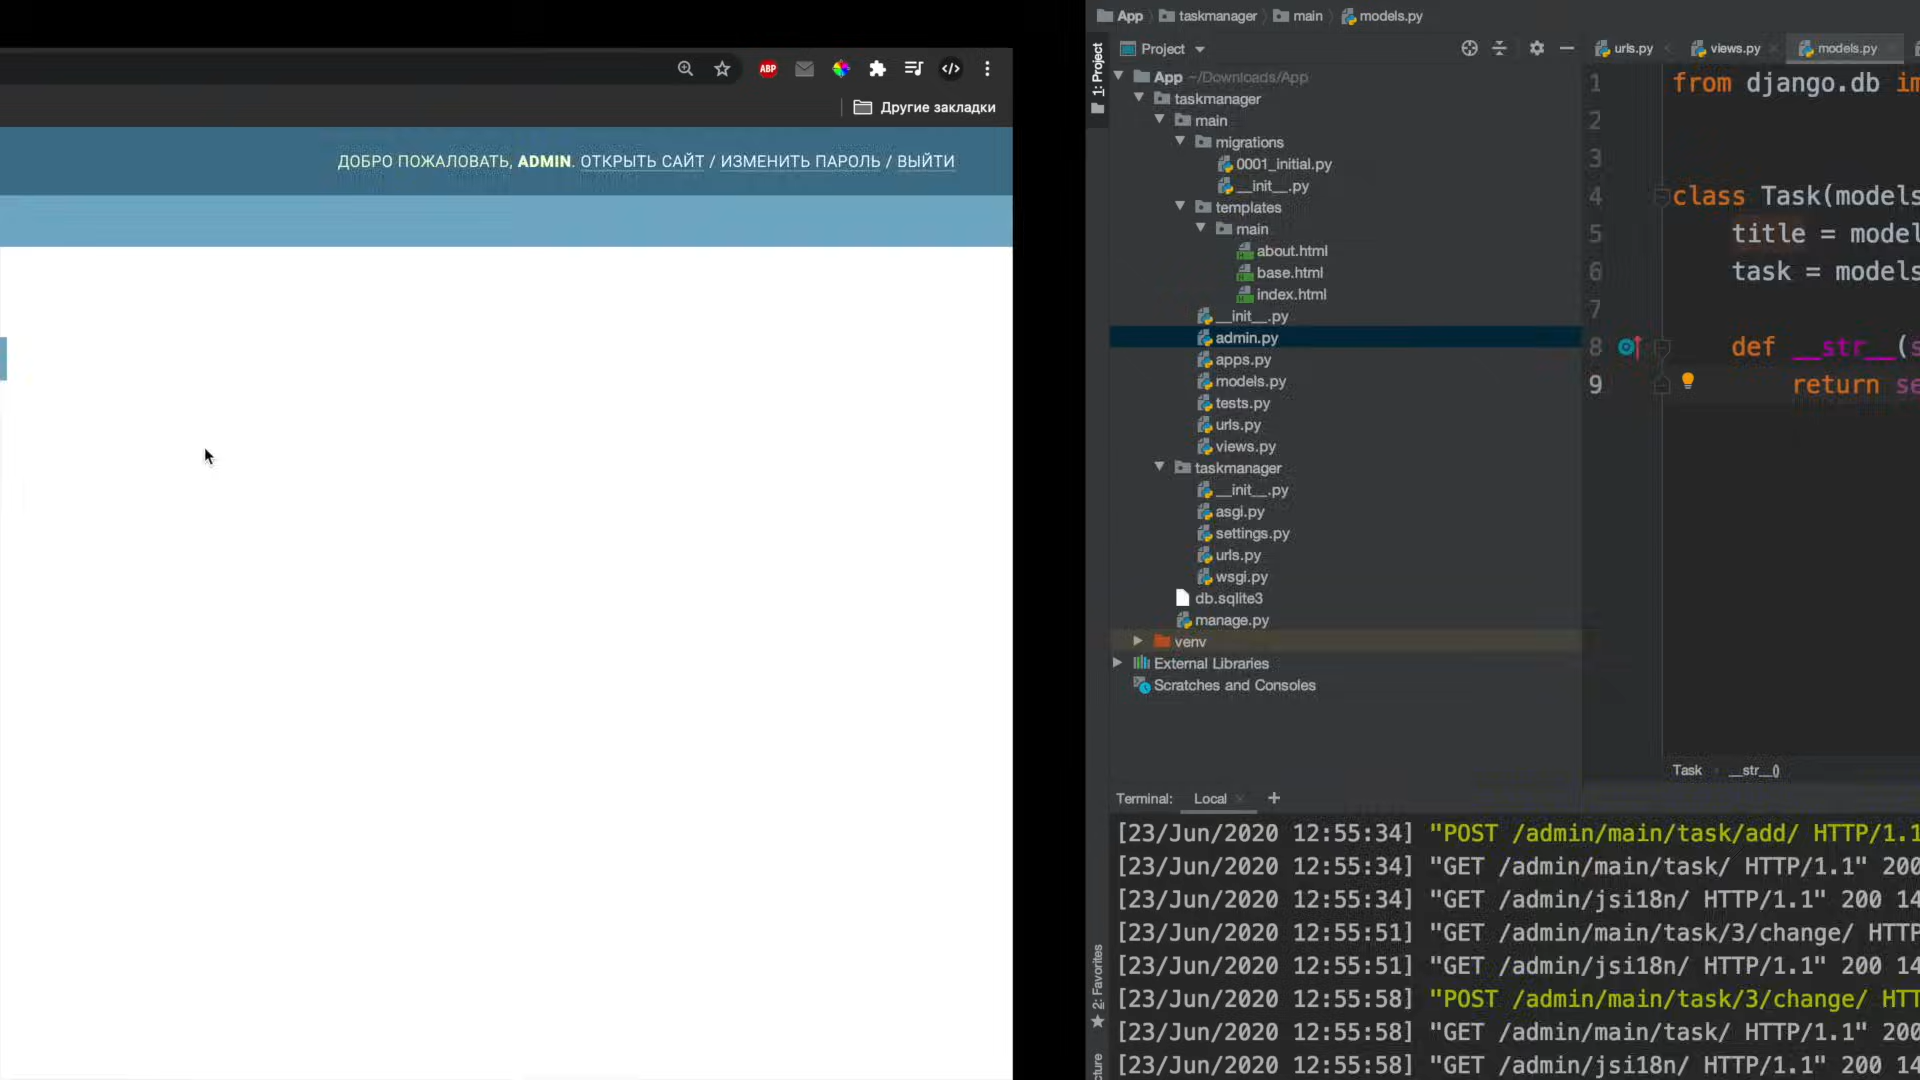 ABP
Другие закладки
ДОБРО ПОЖАЛОВАТЬ, ADMIN. ОТКРЫТЬ САЙТ / ИЗМЕНИТЬ ПАРОЛЬ / ВЫЙТИ
App taskmanager main models.py
1: Project
Project
App ~/Downloads/App
taskmanager
main
migrations
0001_initial.py
__init__.py
templates
main
about.html
base.html
index.html
__init__.py
admin.py
apps.py
models.py
tests.py
urls.py
views.py
taskmanager
__init__.py
asgi.py
settings.py
urls.py
wsgi.py
db.sqlite3
manage.py
venv
External Libraries
Scratches and Consoles
urls.py views.py models.py
1 from django.db im
2
3
4 class Task(models
5 title = model
6 task = models
7
8 def __str__(s
9 return se
Task __str__()
Terminal: Local +
[23/Jun/2020 12:55:34] "POST /admin/main/task/add/ HTTP/1.1
[23/Jun/2020 12:55:34] "GET /admin/main/task/ HTTP/1.1" 200
[23/Jun/2020 12:55:34] "GET /admin/jsi18n/ HTTP/1.1" 200 14
[23/Jun/2020 12:55:51] "GET /admin/main/task/3/change/ HTTP
[23/Jun/2020 12:55:51] "GET /admin/jsi18n/ HTTP/1.1" 200 14
[23/Jun/2020 12:55:58] "POST /admin/main/task/3/change/ HTT
[23/Jun/2020 12:55:58] "GET /admin/main/task/ HTTP/1.1" 200
[23/Jun/2020 12:55:58] "GET /admin/jsi18n/ HTTP/1.1" 200 14
2: Favorites
cture